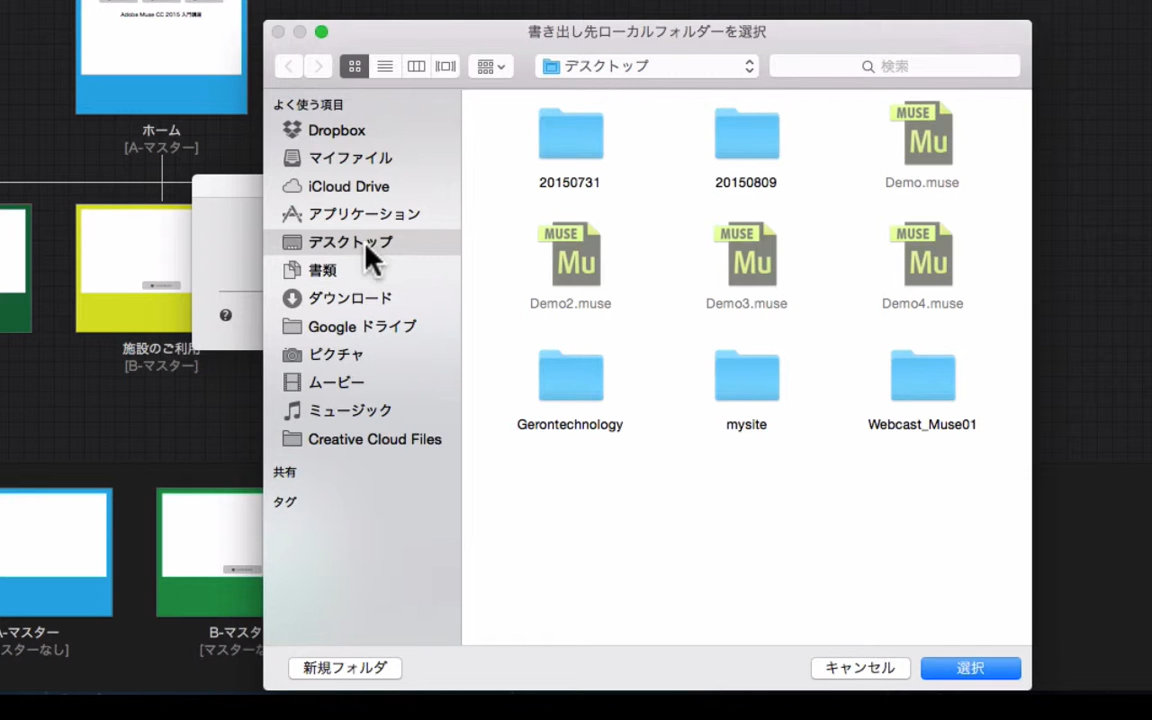 Adobe Muse CC 2015 入門講座
ホーム
[A-マスター]
施設のご利用
[B-マスター]
A-マスター
スターなし]
B-マスタ
[マスターな
書き出し先ローカルフォルダーを選択
デスクトップ
検索
よく使う項目
Dropbox
マイファイル
iCloud Drive
アプリケーション
デスクトップ
書類
ダウンロード
Google ドライブ
ピクチャ
ムービー
ミュージック
Creative Cloud Files
共有
タグ
20150731
20150809
MUSE
Mu
Demo.muse
MUSE
Mu
Demo2.muse
MUSE
Mu
Demo3.muse
MUSE
Mu
Demo4.muse
Gerontechnology
mysite
Webcast_Muse01
新規フォルダ
キャンセル
選択